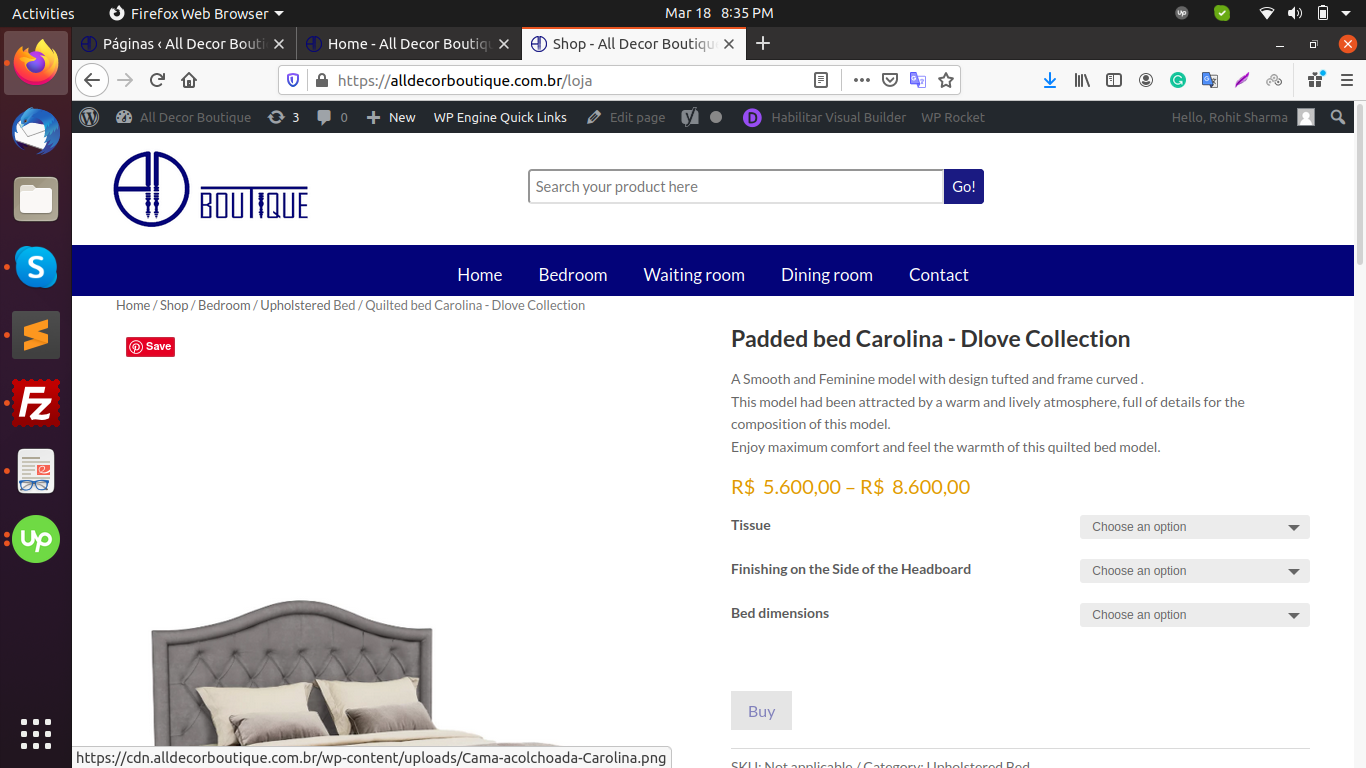 Activities
Firefox Web Browser
Mar 18 8:35 PM
up
Páginas ‹ All Decor Bouti
Home - All Decor Boutiqu
Shop - All Decor Boutique
https://alldecorboutique.com.br/loja
All Decor Boutique
3
0
New
WP Engine Quick Links
Edit page
D
Habilitar Visual Builder
WP Rocket
Hello, Rohit Sharma
BOUTIQUE
Search your product here
Go!
Home
Bedroom
Waiting room
Dining room
Contact
Home / Shop / Bedroom / Upholstered Bed / Quilted bed Carolina - Dlove Collection
Save
Padded bed Carolina - Dlove Collection
A Smooth and Feminine model with design tufted and frame curved .
This model had been attracted by a warm and lively atmosphere, full of details for the
composition of this model.
Enjoy maximum comfort and feel the warmth of this quilted bed model.
R$ 5.600,00 – R$ 8.600,00
Tissue
Choose an option
Finishing on the Side of the Headboard
Choose an option
Bed dimensions
Choose an option
Buy
SKU: Not applicable / Category: Upholstered Bed
https://cdn.alldecorboutique.com.br/wp-content/uploads/Cama-acolchoada-Carolina.png
S
Fz
Up